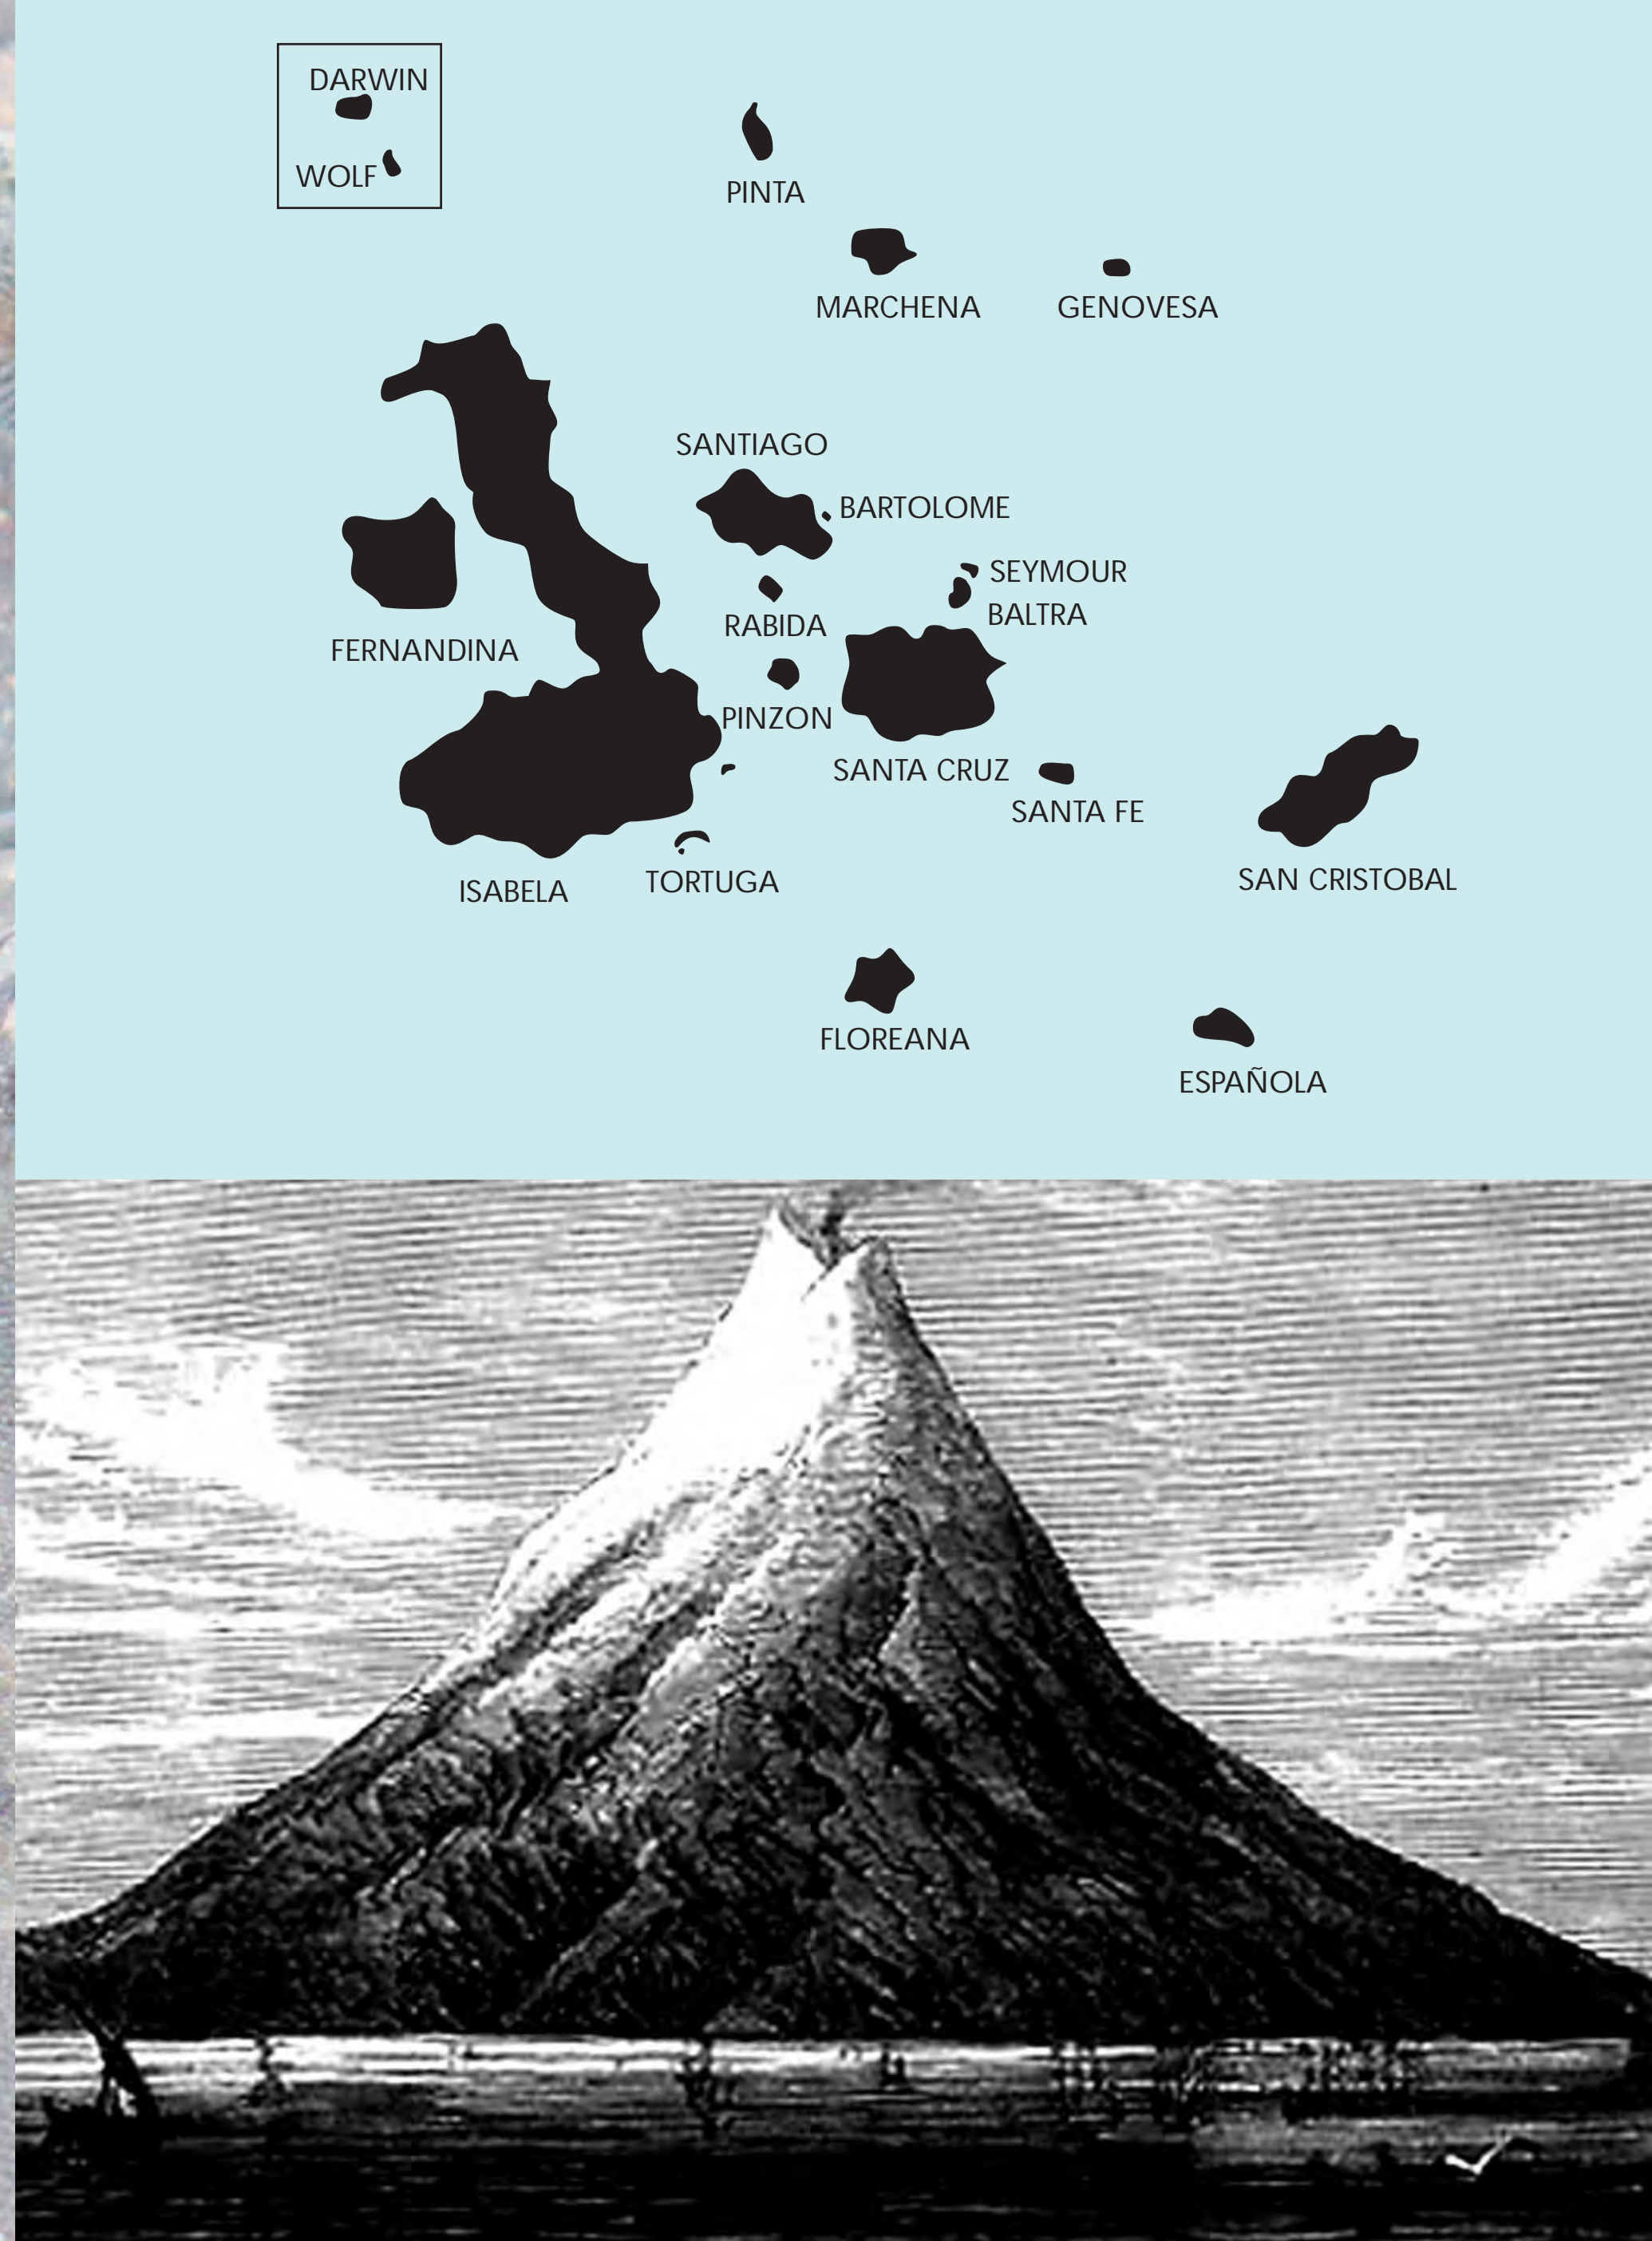 DARWIN
WOLF
PINTA
MARCHENA
GENOVESA
SANTIAGO
BARTOLOME
SEYMOUR
BALTRA
RABIDA
FERNANDINA
PINZON
SANTA CRUZ
SANTA FE
ISABELA
TORTUGA
SAN CRISTOBAL
FLOREANA
ESPAÑOLA